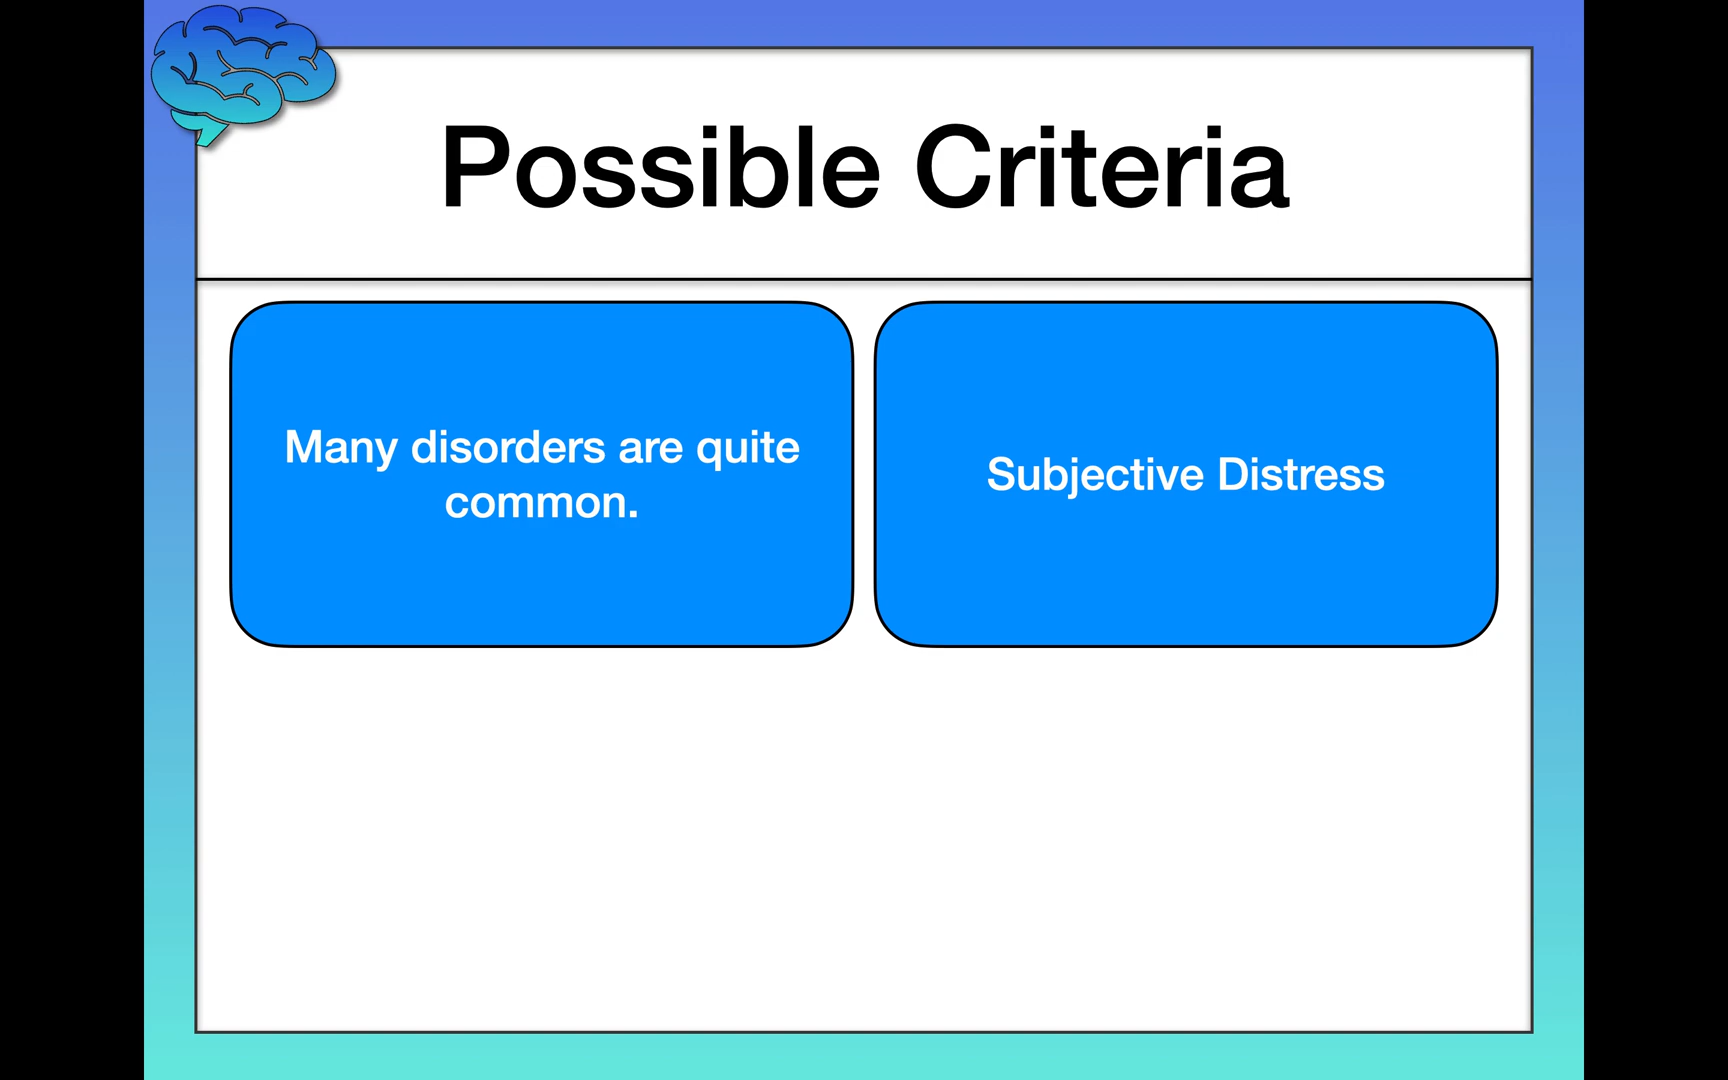 Possible Criteria
Many disorders are quite
common.
Subjective Distress